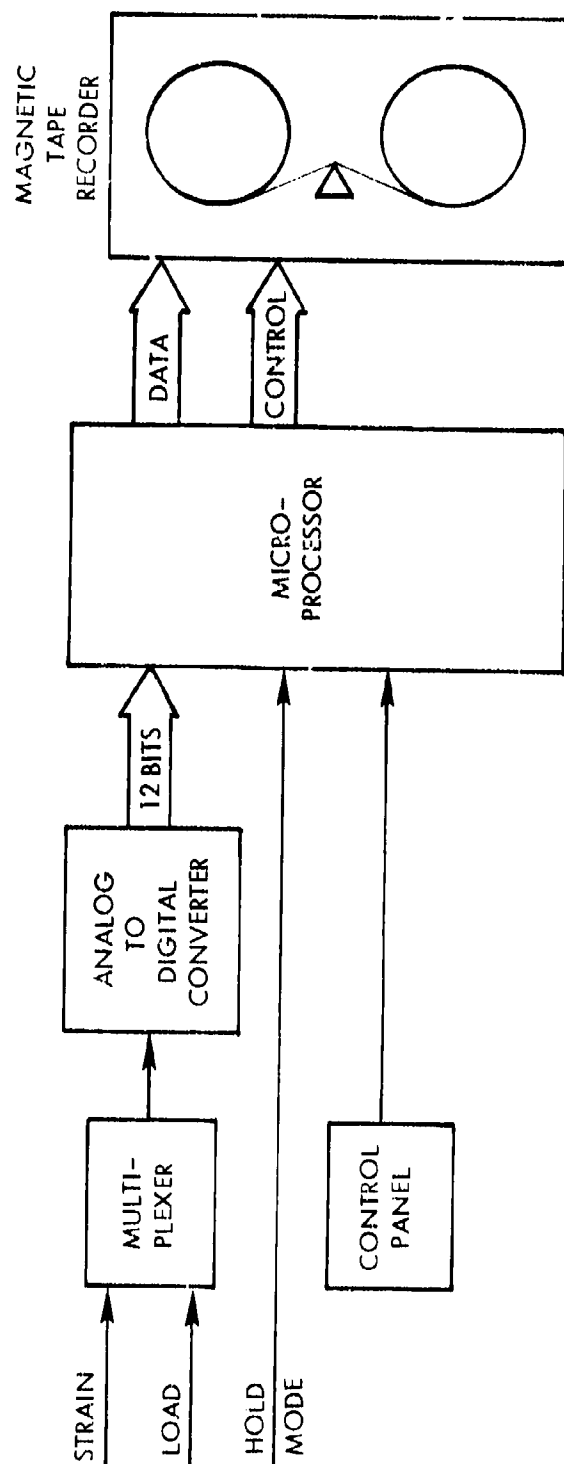 STRAIN
LOAD
HOLD
MODE
MULTI-
PLEXER
CONTROL
PANEL
ANALOG
TO
DIGITAL
CONVERTER
12 BITS
MICRO-
PROCESSOR
DATA
CONTROL
MAGNETIC
TAPE
RECORDER